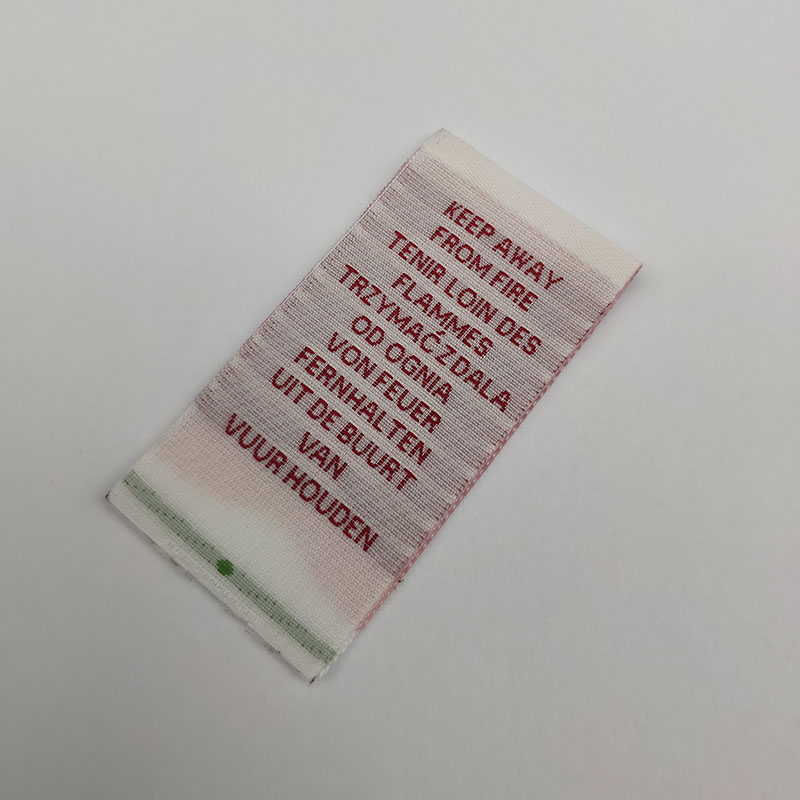 KEEP AWAY
FROM FIRE
TENIR LOIN DES
FLAMMES
TRZYMAĆ Z DALA
OD OGNIA
VON FEUER
FERNHALTEN
UIT DE BUURT
VAN
VUUR HOUDEN